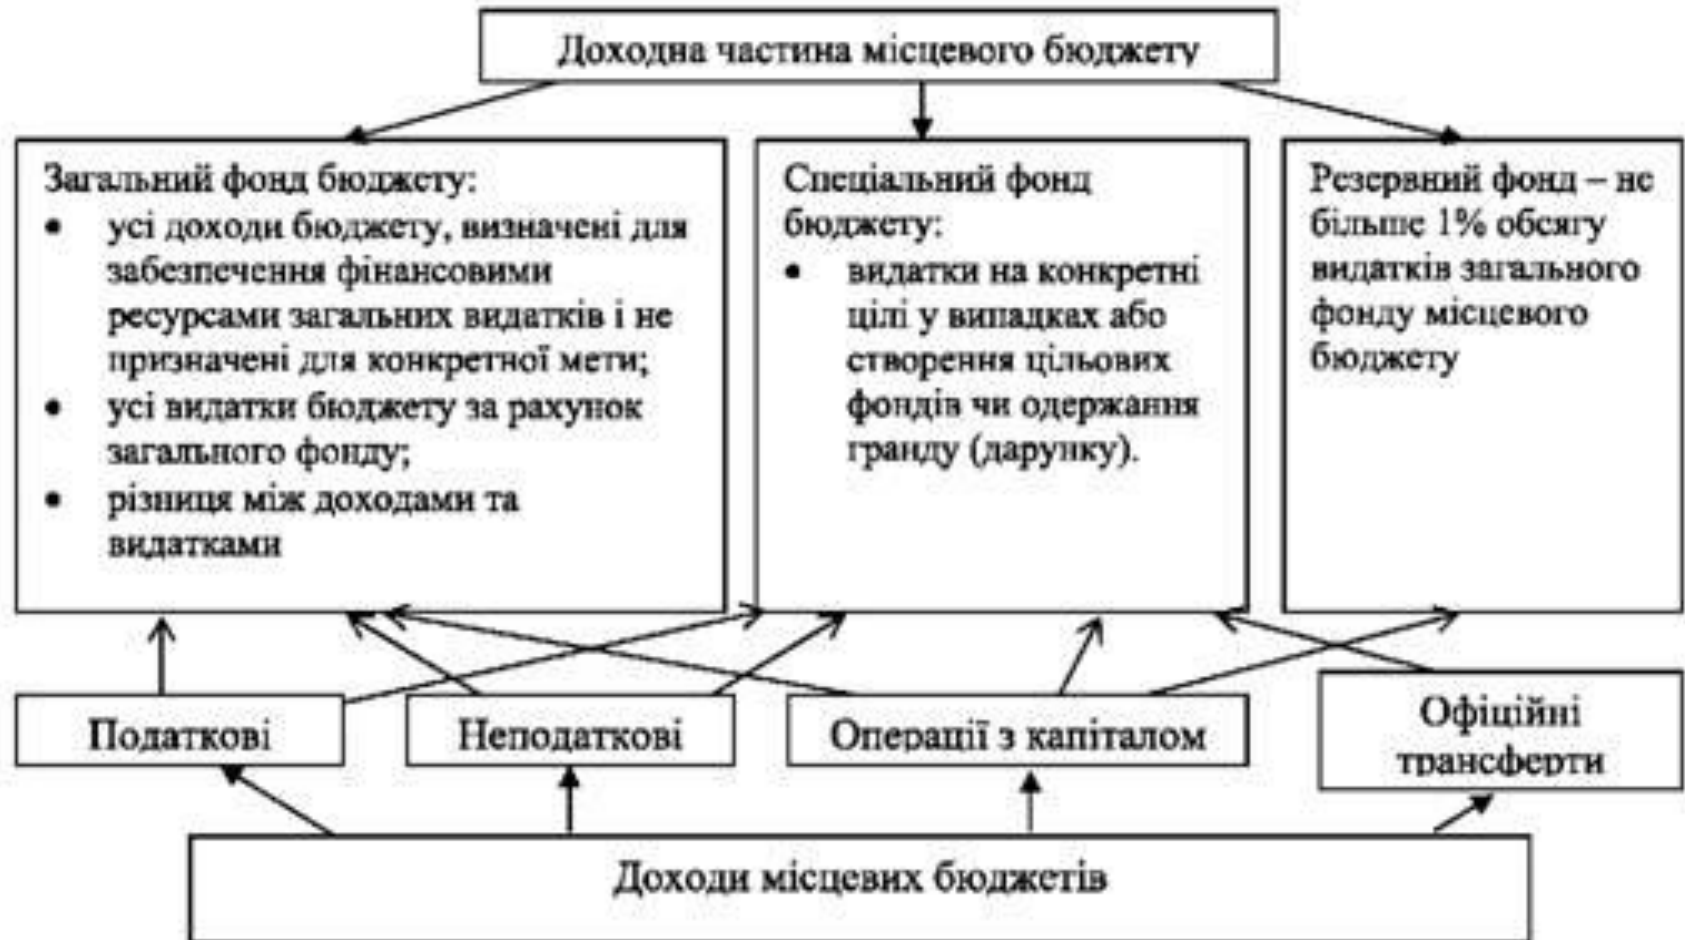 Доходна частина місцевого бюджету
Загальний фонд бюджету:
• усі доходи бюджету, визначені для
забезпечення фінансовими
ресурсами загальних видатків і не
призначені для конкретної мети;
• усі видатки бюджету за рахунок
загального фонду;
• різниця між доходами та
видатками
Спеціальний фонд
бюджету:
• видатки на конкретні
цілі у випадках або
створення цільових
фондів чи одержання
гранду (дарунку).
Резервний фонд – не
більше 1% обсягу
видатків загального
фонду місцевого
бюджету
Податкові
Неподаткові
Операції з капіталом
Офіційні
трансферти
Доходи місцевих бюджетів